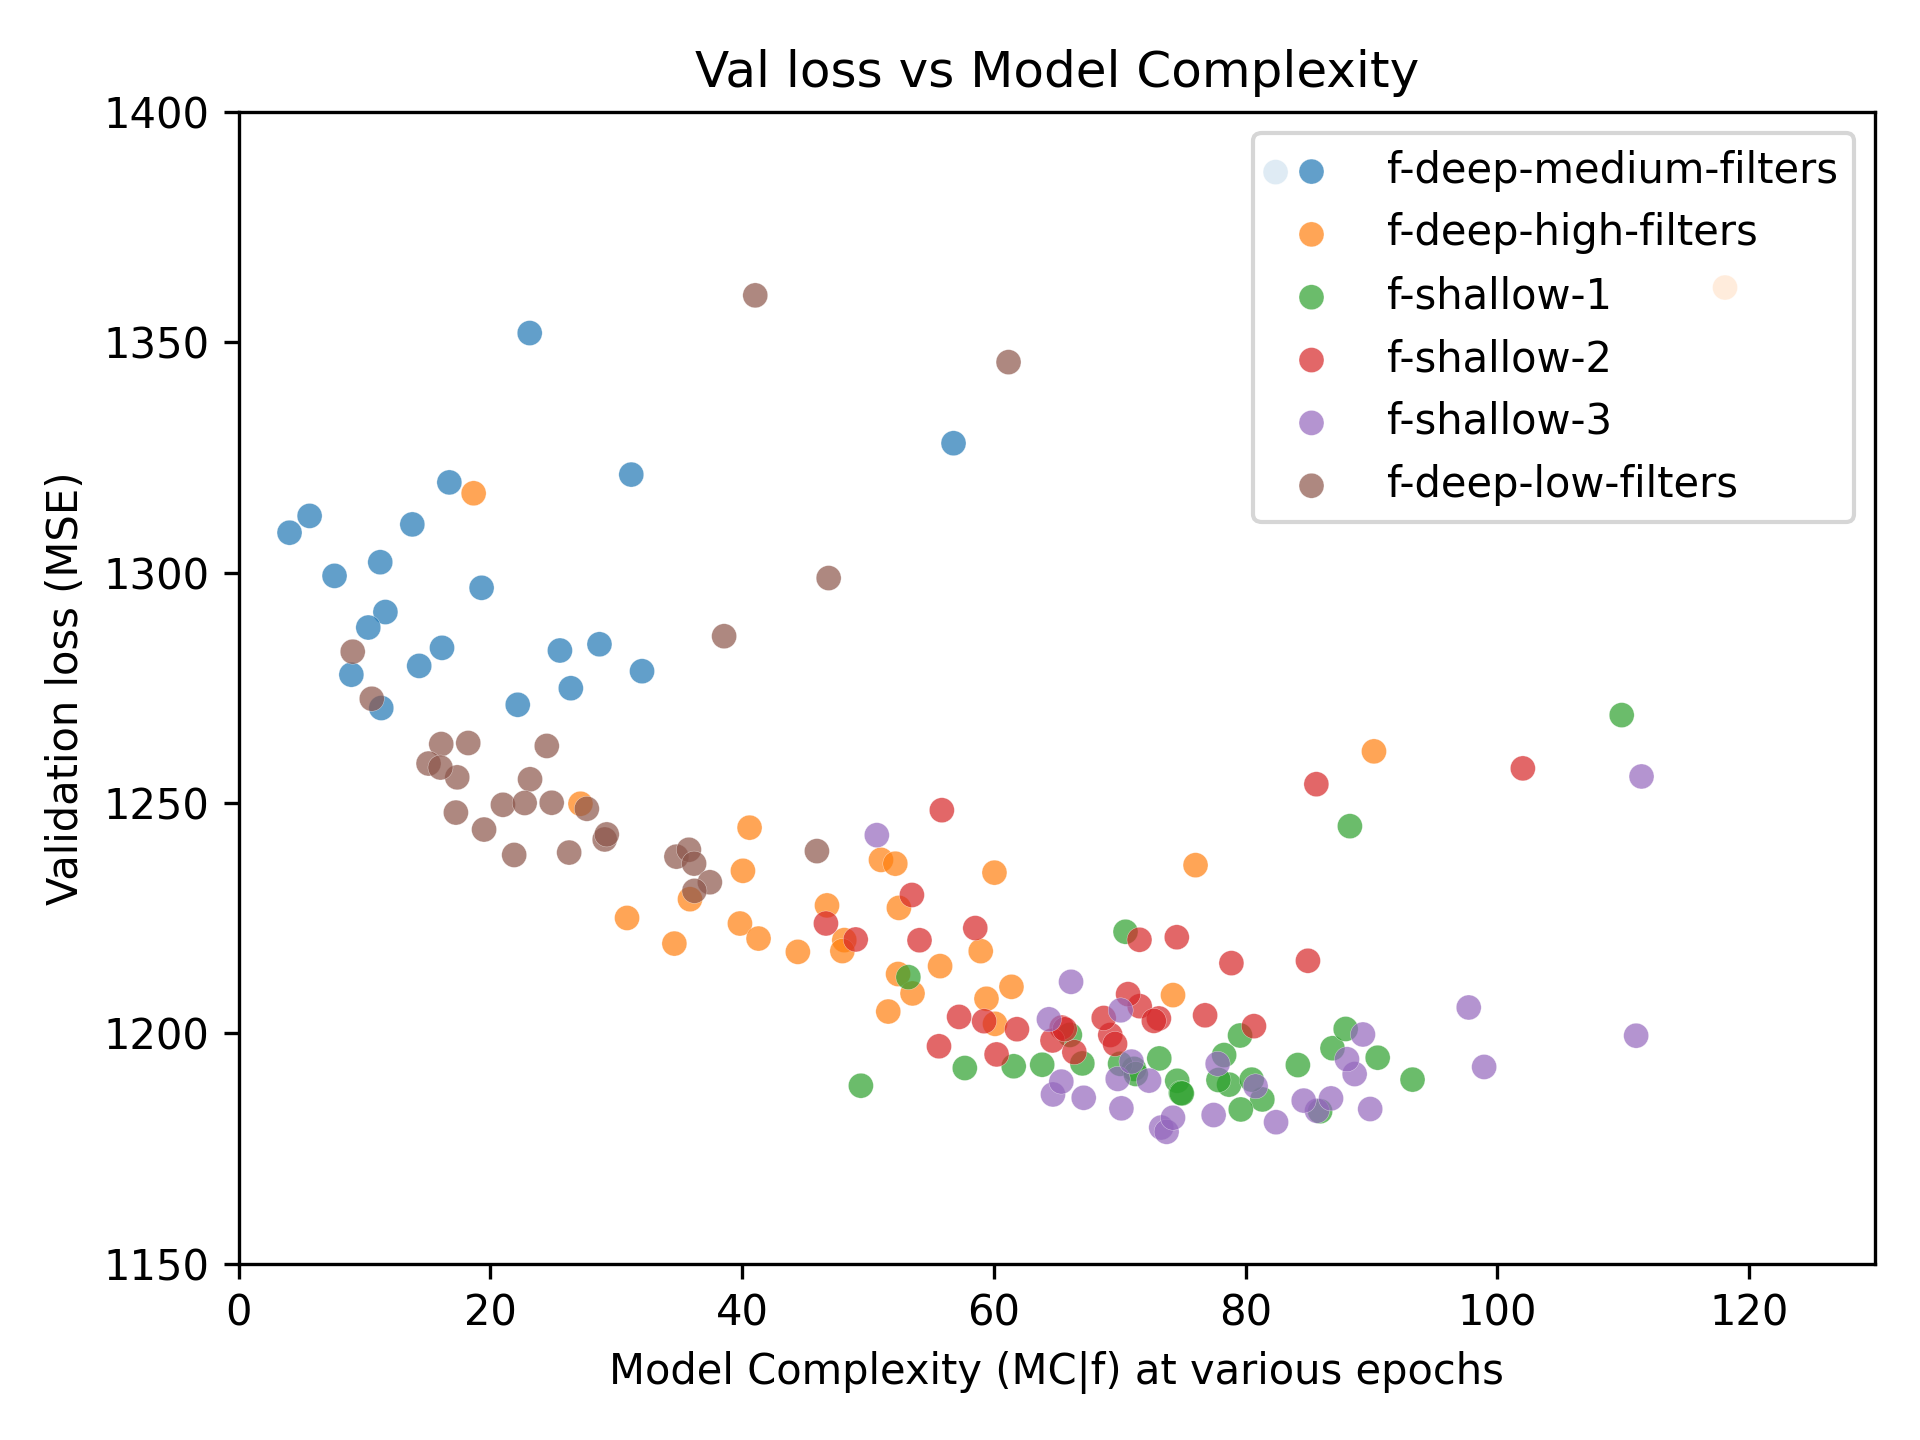 Val loss vs Model Complexity
1400
1350
1300
1250
1200
1150
Validation loss (MSE)
f-deep-medium-filters
f-deep-high-filters
f-shallow-1
f-shallow-2
f-shallow-3
f-deep-low-filters
0 20 40 60 80 100 120
Model Complexity (MC|f) at various epochs